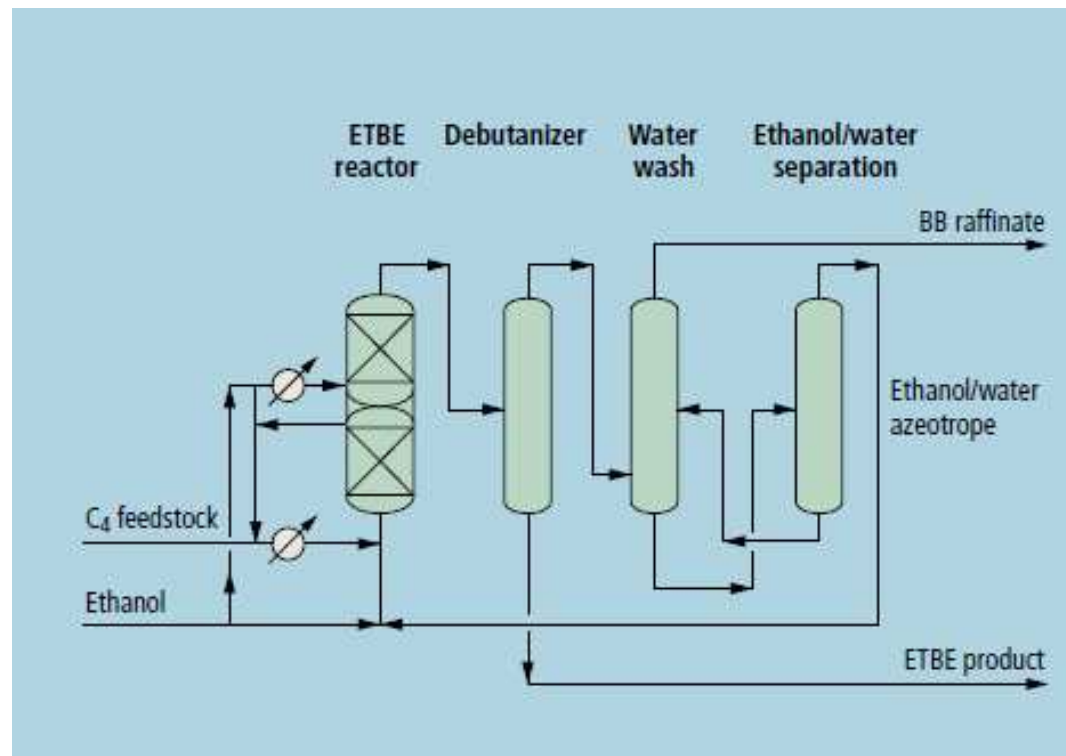 ETBE
reactor
Debutanizer
Water
wash
Ethanol/water
separation
BB raffinate
Ethanol/water
azeotrope
C₄ feedstock
Ethanol
ETBE product